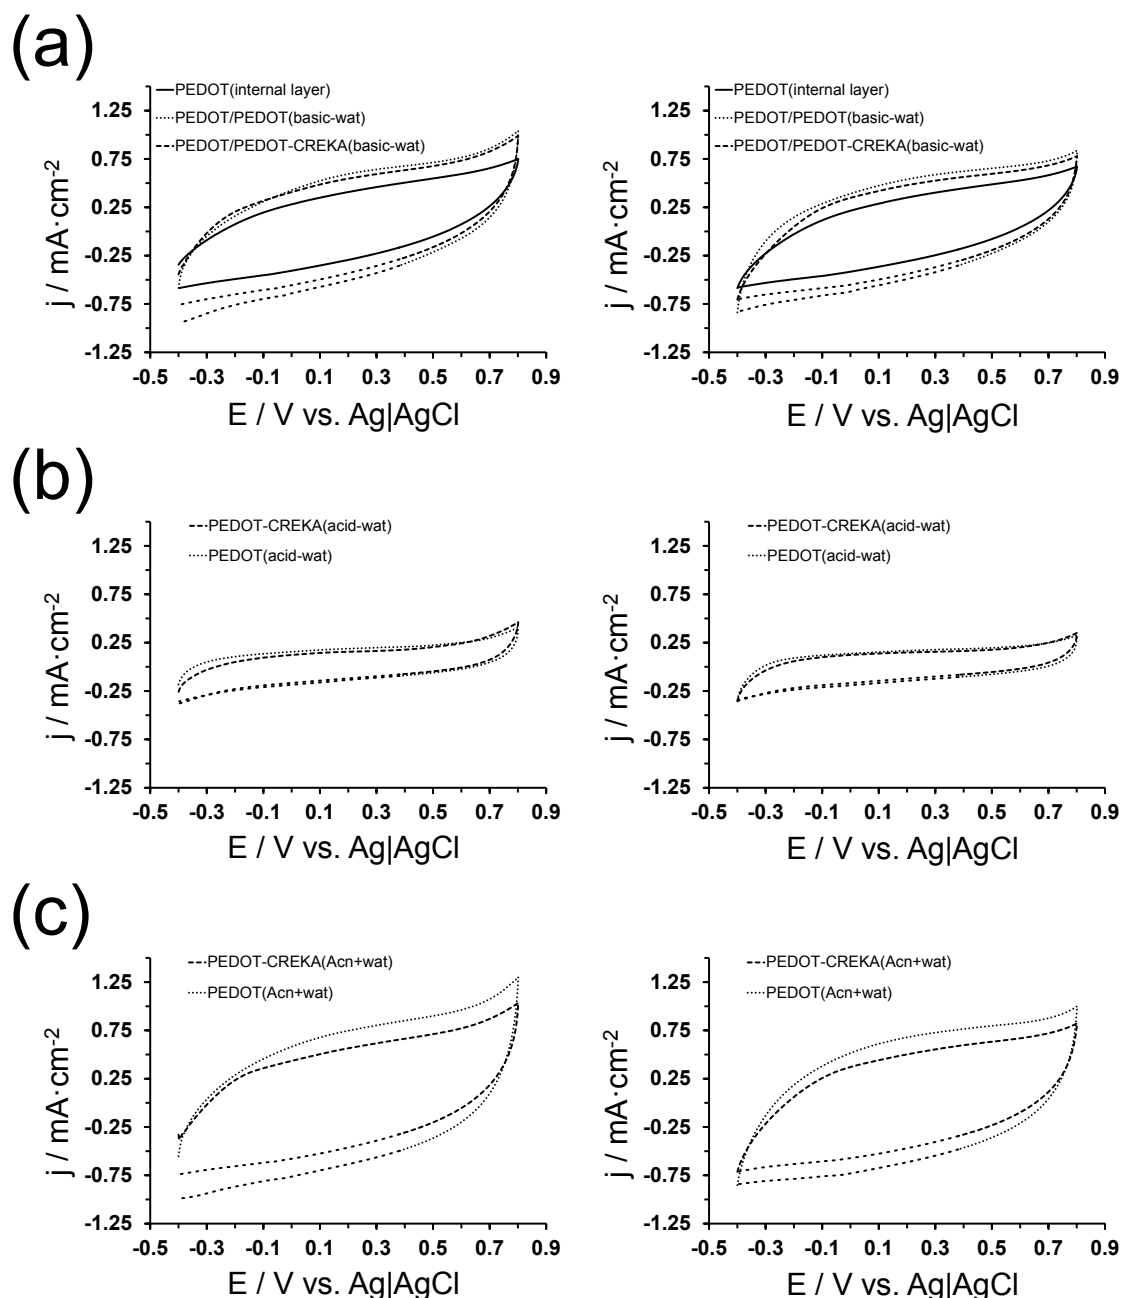 (a)
PEDOT(internal layer)
PEDOT/PEDOT(basic-wat)
PEDOT/PEDOT-CREKA(basic-wat)
1.25
0.75
0.25
-0.25
-0.75
-1.25
j / mA·cm-2
-0.5 -0.3 -0.1 0.1 0.3 0.5 0.7 0.9
E / V vs. Ag|AgCl
PEDOT(internal layer)
PEDOT/PEDOT(basic-wat)
PEDOT/PEDOT-CREKA(basic-wat)
1.25
0.75
0.25
-0.25
-0.75
-1.25
j / mA·cm-2
-0.5 -0.3 -0.1 0.1 0.3 0.5 0.7 0.9
E / V vs. Ag|AgCl
(b)
PEDOT-CREKA(acid-wat)
PEDOT(acid-wat)
1.25
0.75
0.25
-0.25
-0.75
-1.25
j / mA·cm-2
-0.5 -0.3 -0.1 0.1 0.3 0.5 0.7 0.9
E / V vs. Ag|AgCl
PEDOT-CREKA(acid-wat)
PEDOT(acid-wat)
1.25
0.75
0.25
-0.25
-0.75
-1.25
j / mA·cm-2
-0.5 -0.3 -0.1 0.1 0.3 0.5 0.7 0.9
E / V vs. Ag|AgCl
(c)
PEDOT-CREKA(Acn+wat)
PEDOT(Acn+wat)
1.25
0.75
0.25
-0.25
-0.75
-1.25
j / mA·cm-2
-0.5 -0.3 -0.1 0.1 0.3 0.5 0.7 0.9
E / V vs. Ag|AgCl
PEDOT-CREKA(Acn+wat)
PEDOT(Acn+wat)
1.25
0.75
0.25
-0.25
-0.75
-1.25
j / mA·cm-2
-0.5 -0.3 -0.1 0.1 0.3 0.5 0.7 0.9
E / V vs. Ag|AgCl